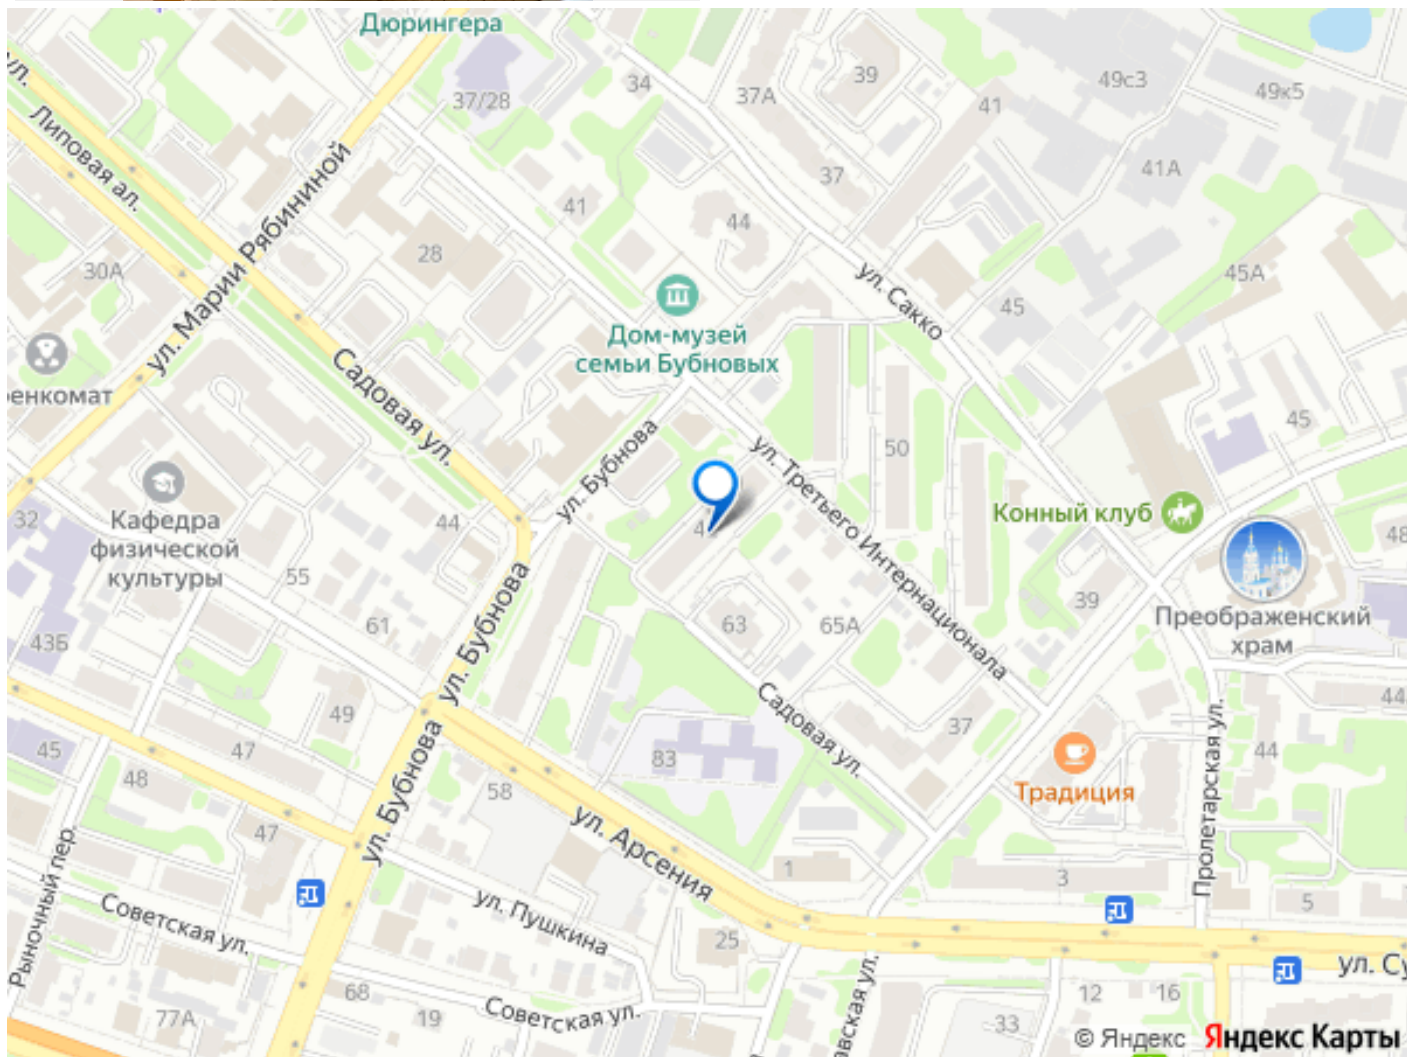 Дюрингера
34
39
37А
49с3
49к5
37/28
41
ул.
Липовая ал.
37
41А
ул. Марии Рябининой
41
44
28
30А
45А
ул. Сакко
45
Дом-музей
семьи Бубновых
енкомат
Садовая ул.
45
ул. Бубнова
50
ул. Третьего Интернационала
32
Кафедра
физической
культуры
44
4
Конный клуб
48
55
39
Преображенский
храм
61
63
65А
43Б
ул. Бубнова
44
49
Садовая ул.
37
Пролетарская ул.
45
47
48
83
44
Традиция
ул. Бубнова
58
47
ул. Арсения
1
3
5
Рыночный пер.
Советская ул.
ул. Пушкина
25
ул. Су
68
77А
19
Советская ул.
вская ул.
33
12
16
© Яндекс Яндекс Карты